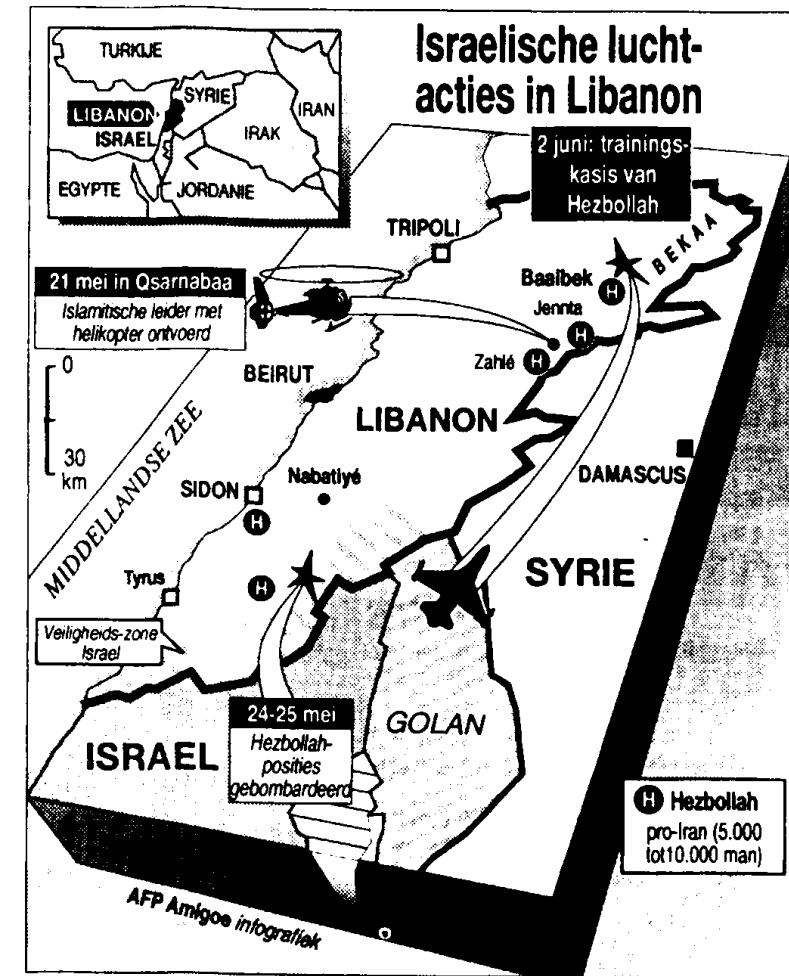 Israelische lucht-
acties in Libanon
TURKIJE
SYRIE
LIBANON
ISRAEL
IRAN
IRAK
EGYPTE
JORDANIE
2 juni: trainings-
kasis van
Hezbollah
TRIPOLI
BEKAA
21 mei in Qsarnabaa
Islamitische leider met
helikopter ontvoerd
Baalbek
H
Jennta
H
Zahlé
H
0
30
km
BEIRUT
LIBANON
MIDDELLANDSE ZEE
DAMASCUS
SIDON
Nabatiyé
H
SYRIE
Tyrus
H
Veiligheids-zone
Israel
24-25 mei
Hezbollah-
posities
gebombardeerd
GOLAN
ISRAEL
H Hezbollah
pro-Iran (5.000
tot10.000 man)
AFP Amigoe infografiek